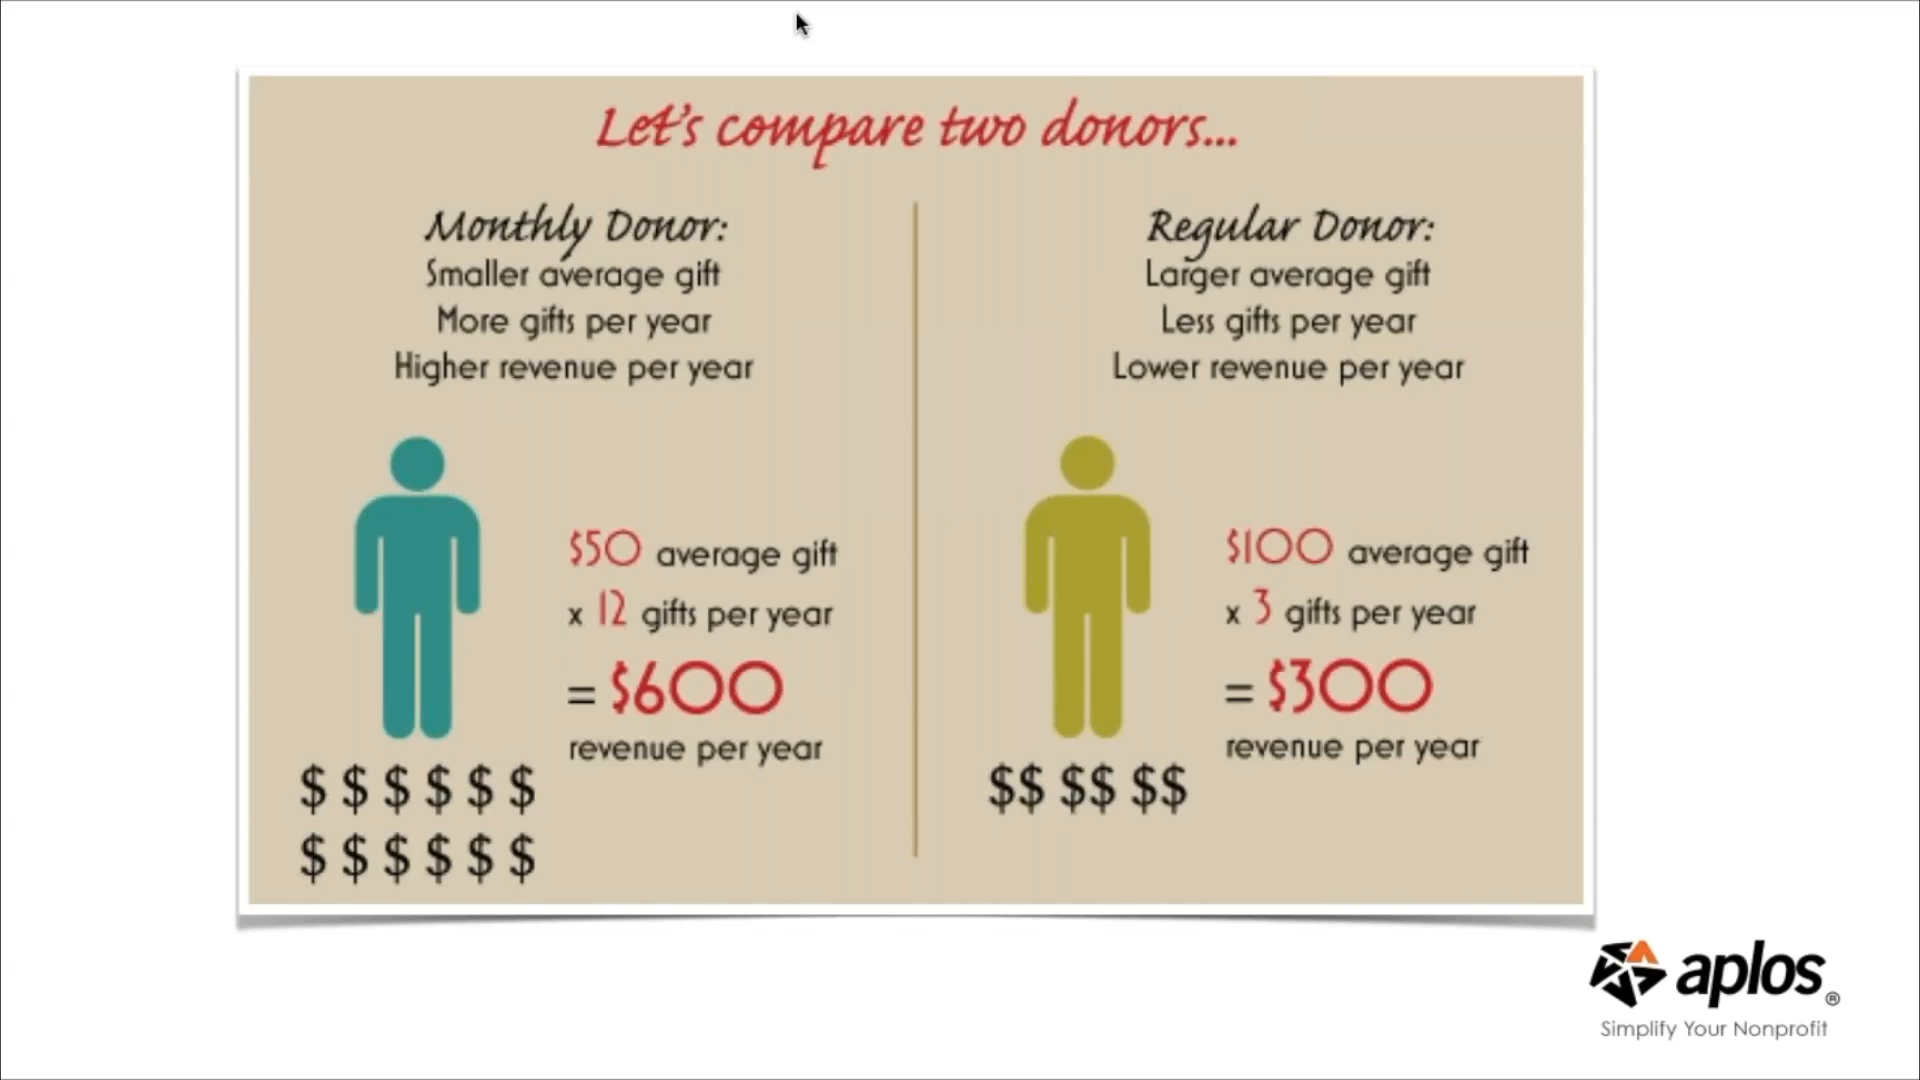 Let's compare two donors...
Monthly Donor:
Smaller average gift
More gifts per year
Higher revenue per year
$50 average gift
x 12 gifts per year
= $600
revenue per year
$ $ $ $ $ $
$ $ $ $ $ $
Regular Donor:
Larger average gift
Less gifts per year
Lower revenue per year
$100 average gift
x 3 gifts per year
= $300
revenue per year
$$ $$ $$
aplos®
Simplify Your Nonprofit